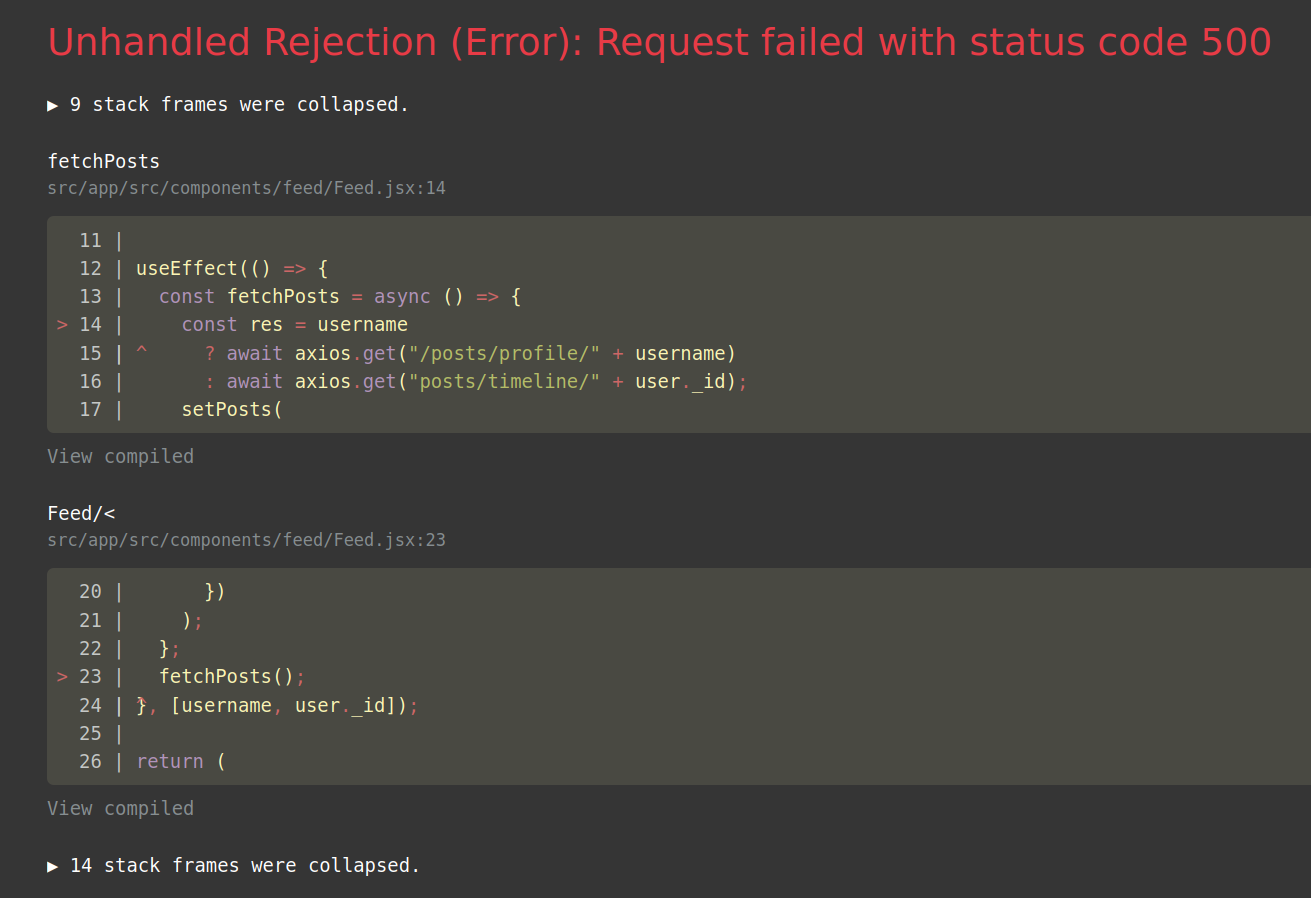 Unhandled Rejection (Error): Request failed with status code 500
▶ 9 stack frames were collapsed.
fetchPosts
src/app/src/components/feed/Feed.jsx:14
  11 |
  12 | useEffect(() => {
  13 |   const fetchPosts = async () => {
> 14 |     const res = username
  15 | ^     ? await axios.get("/posts/profile/" + username)
  16 |       : await axios.get("posts/timeline/" + user._id);
  17 |     setPosts(
View compiled
Feed/<
src/app/src/components/feed/Feed.jsx:23
  20 |       })
  21 |     );
  22 |   };
> 23 |   fetchPosts();
  24 | }^, [username, user._id]);
  25 |
  26 | return (
View compiled
▶ 14 stack frames were collapsed.